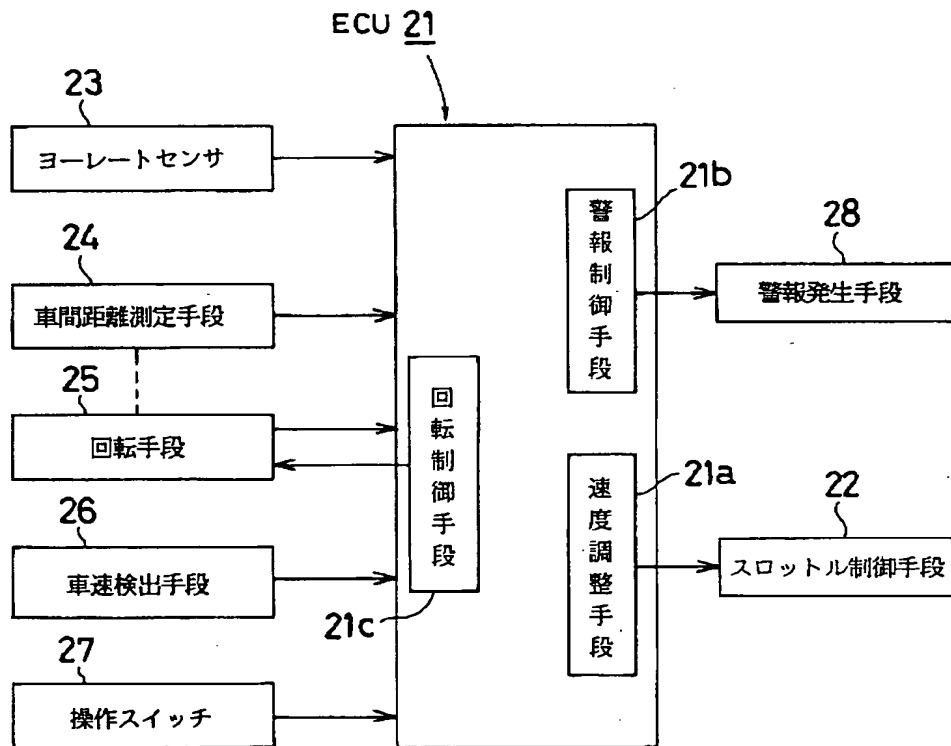 ECU 21
23
ヨーレートセンサ
24
車間距離測定手段
25
回転手段
26
車速検出手段
27
操作スイッチ
回転制御手段
21c
21b
警報制御手段
28
警報発生手段
21a
速度調整手段
22
スロットル制御手段